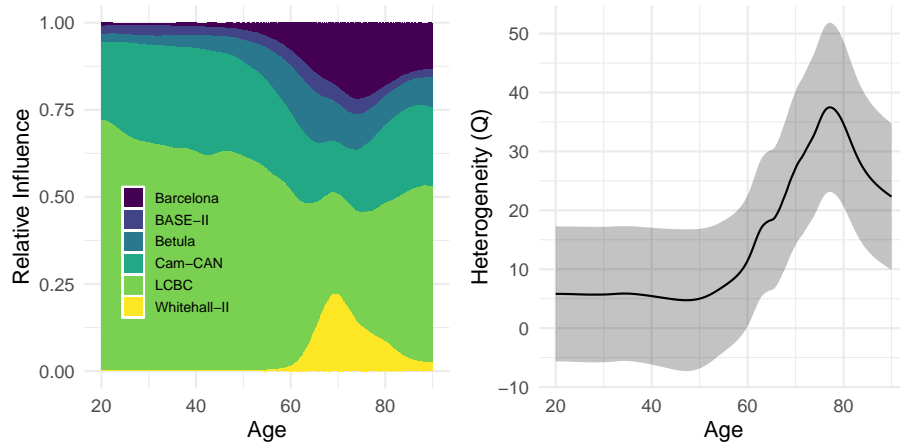 1.00
0.75
0.50
0.25
0.00
Relative Influence
Barcelona
BASE−II
Betula
Cam−CAN
LCBC
Whitehall−II
20 40 60 80
Age
50
40
30
20
10
0
−10
Heterogeneity (Q)
20 40 60 80
Age